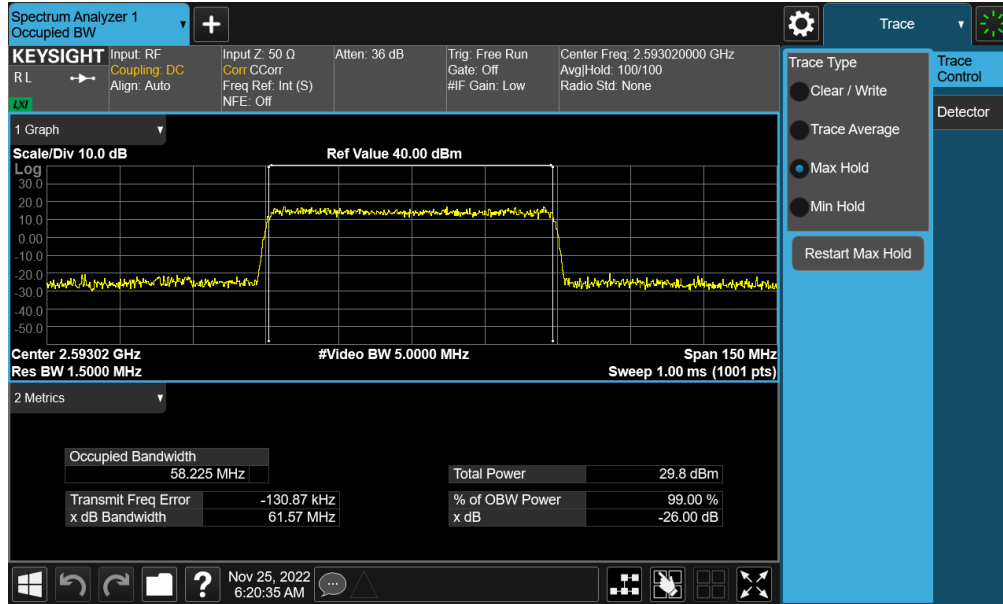 Spectrum Analyzer 1
Occupied BW
+
Trace
KEYSIGHT
R L
LXI
Input: RF
Coupling: DC
Align: Auto
Input Z: 50 Ω
Corr CCorr
Freq Ref: Int (S)
NFE: Off
Atten: 36 dB
Trig: Free Run
Gate: Off
#IF Gain: Low
Center Freq: 2.593020000 GHz
Avg|Hold: 100/100
Radio Std: None
Trace Type
Clear / Write
Trace Average
Max Hold
Min Hold
Restart Max Hold
Trace
Control
Detector
1 Graph
Scale/Div 10.0 dB
Ref Value 40.00 dBm
Log
30.0
20.0
10.0
0.00
-10.0
-20.0
-30.0
-40.0
-50.0
Center 2.59302 GHz
#Video BW 5.0000 MHz
Span 150 MHz
Res BW 1.5000 MHz
Sweep 1.00 ms (1001 pts)
2 Metrics
Occupied Bandwidth
58.225 MHz
Total Power 29.8 dBm
Transmit Freq Error -130.87 kHz
% of OBW Power 99.00 %
x dB Bandwidth 61.57 MHz
x dB -26.00 dB
?
Nov 25, 2022
6:20:35 AM